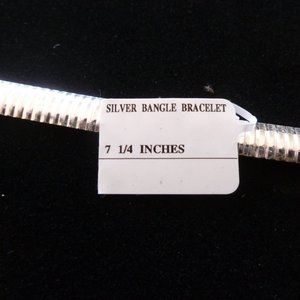 SILVER BANGLE BRACELET
7 1/4 INCHES